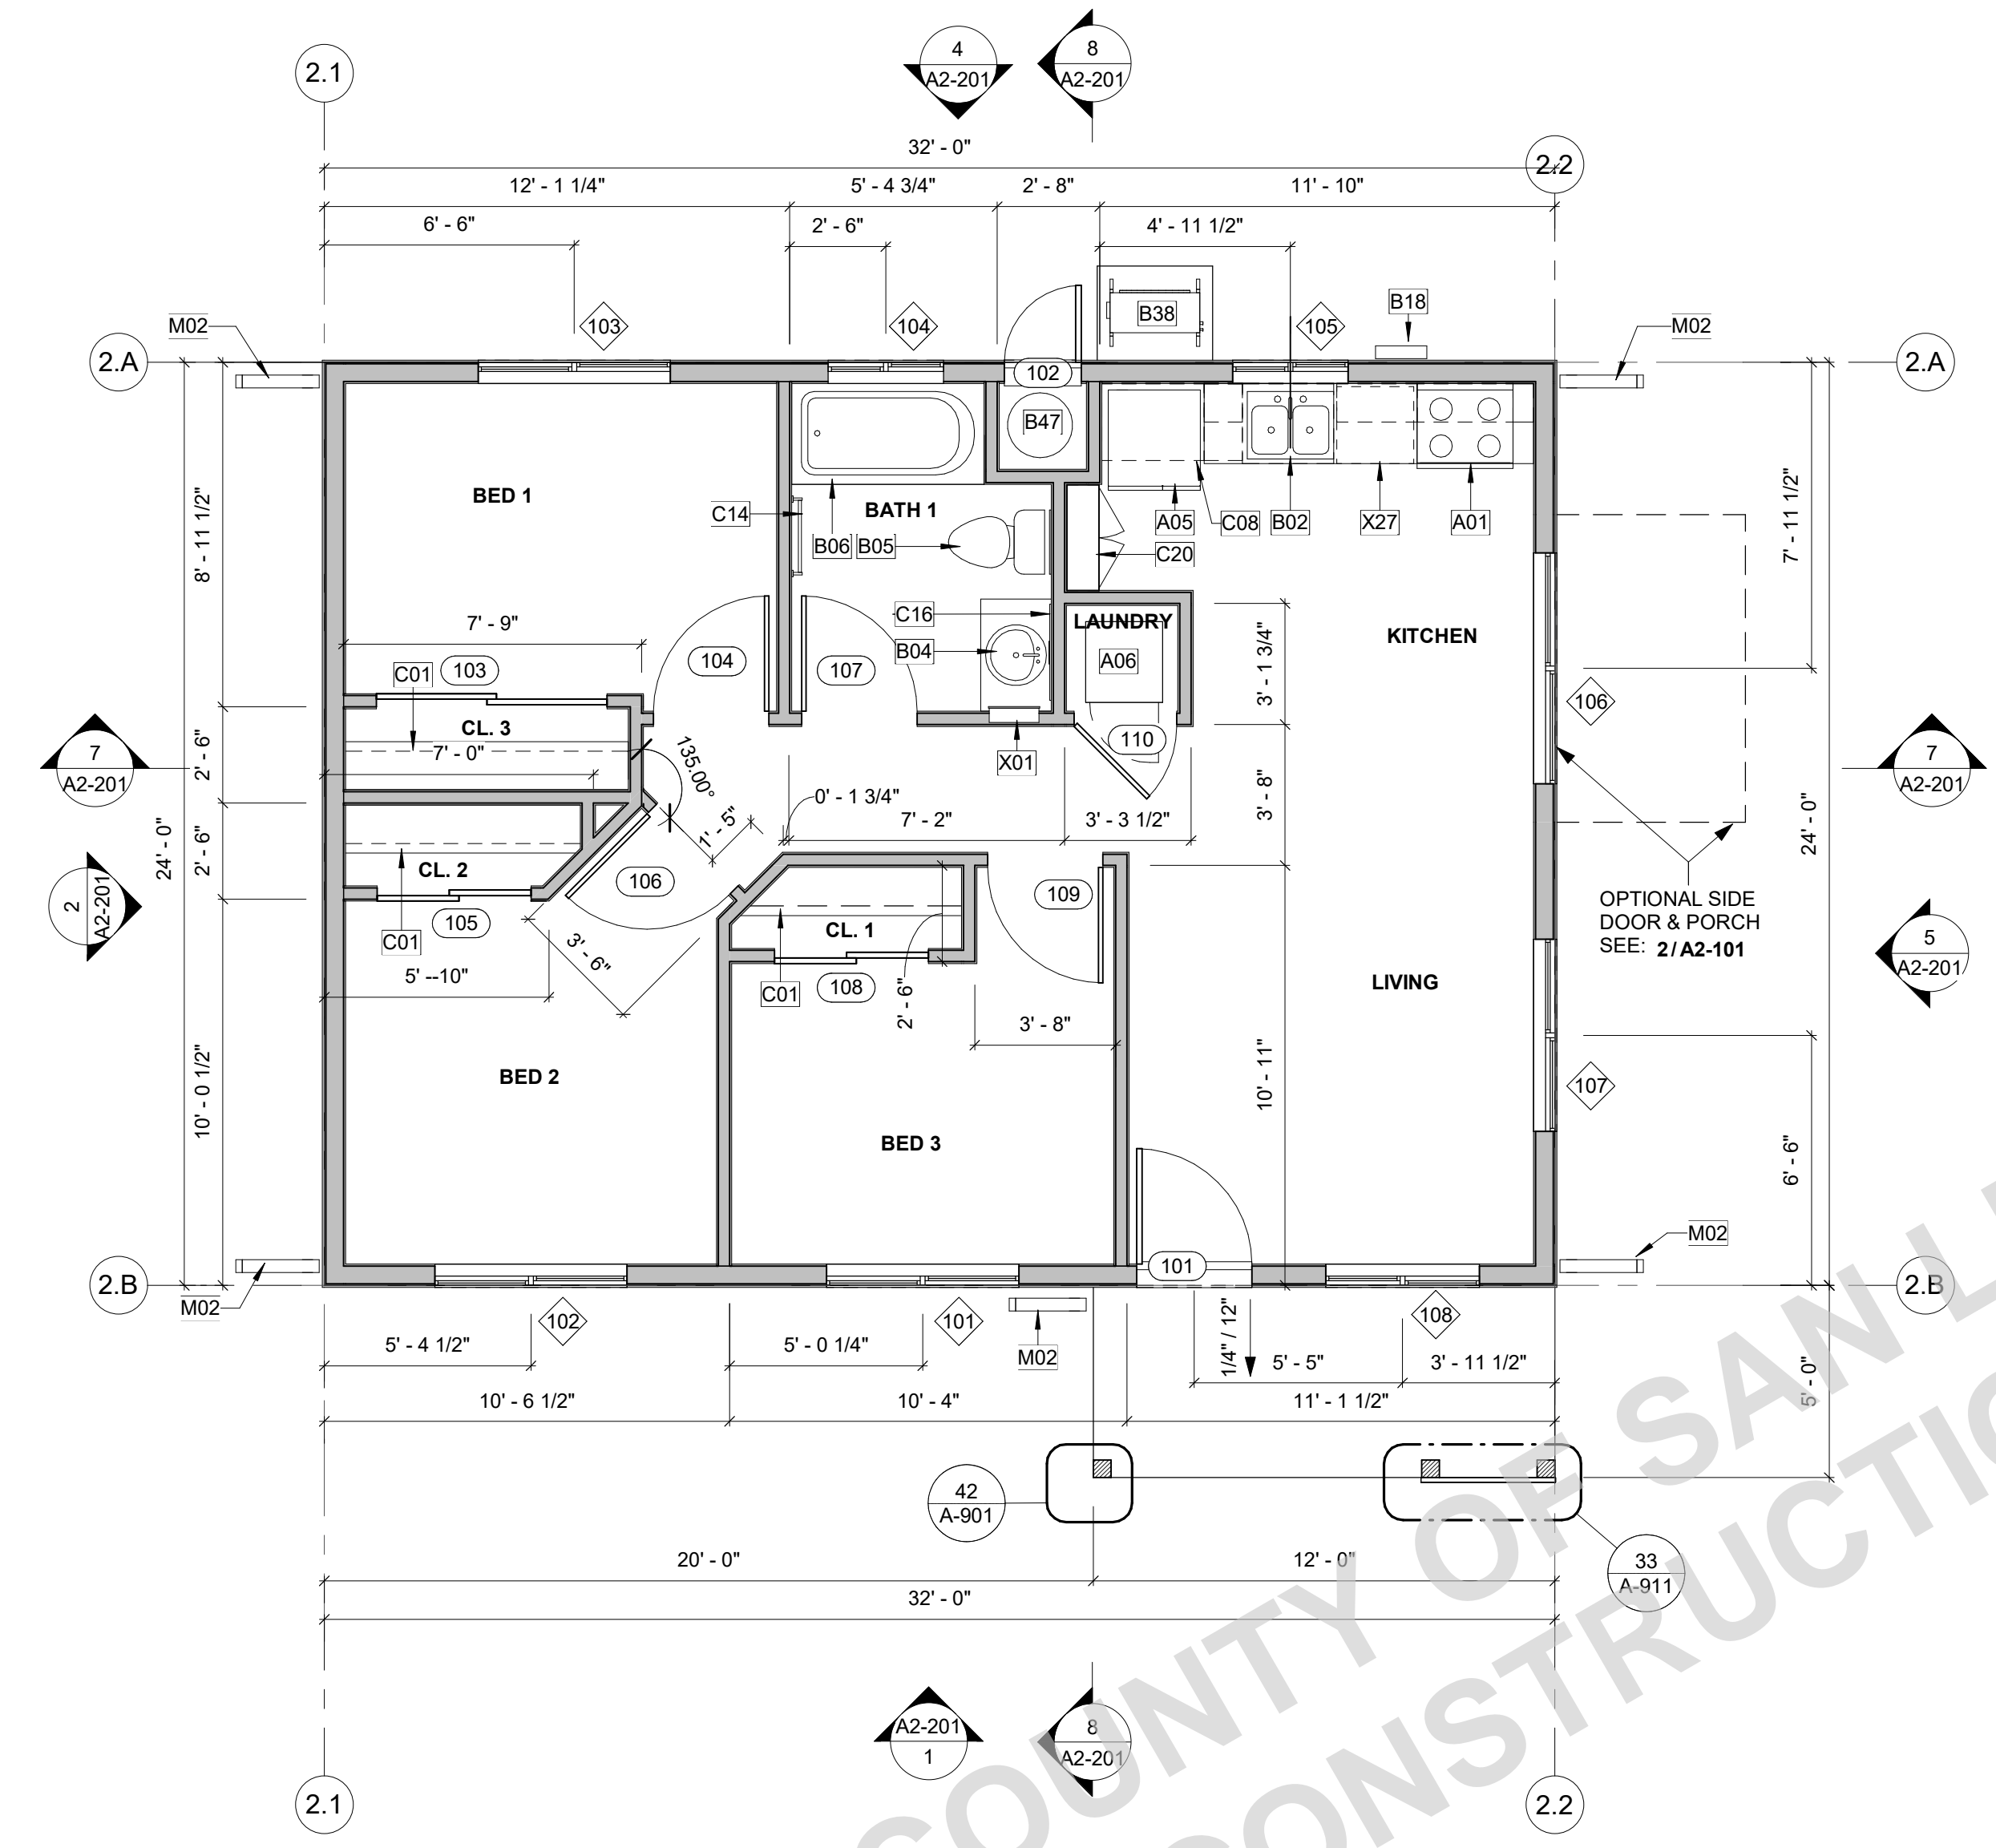 2.1
4
A2-201
8
A2-201
32' - 0"
2.2
12' - 1 1/4"
5' - 4 3/4"
2' - 8"
11' - 10"
6' - 6"
2' - 6"
4' - 11 1/2"
M02
103
104
B38
105
B18
M02
2.A
2.A
102
B47
BED 1
BATH 1
C14
B06
B05
A05
C08
B02
X27
A01
C20
8' - 11 1/2"
7' - 11 1/2"
7' - 9"
C16
LAUNDRY
KITCHEN
C01
103
104
107
B04
A06
3' - 1 3/4"
106
CL. 3
7' - 0"
135.00°
X01
110
7
A2-201
2' - 6"
7
A2-201
0' - 1 3/4"
7' - 2"
3' - 3 1/2"
3' - 8"
1' - 5"
24' - 0"
2' - 6"
24' - 0"
CL. 2
106
109
2
A2-201
OPTIONAL SIDE
DOOR & PORCH
SEE: 2 / A2-101
C01
105
CL. 1
5
A2-201
3' - 6"
5' --10"
C01
108
2' - 6"
LIVING
3' - 8"
10' - 0 1/2"
BED 2
10' - 11"
107
BED 3
6' - 6"
101
M02
2.B
2.B
M02
102
101
M02
108
1/4" / 12"
5' - 4 1/2"
5' - 0 1/4"
5' - 5"
3' - 11 1/2"
10' - 6 1/2"
10' - 4"
11' - 1 1/2"
5' - 0"
42
A-901
33
A-911
20' - 0"
12' - 0"
32' - 0"
A2-201
1
8
A2-201
2.1
2.2
COUNTY OF SAN L
CONSTRUCTIO